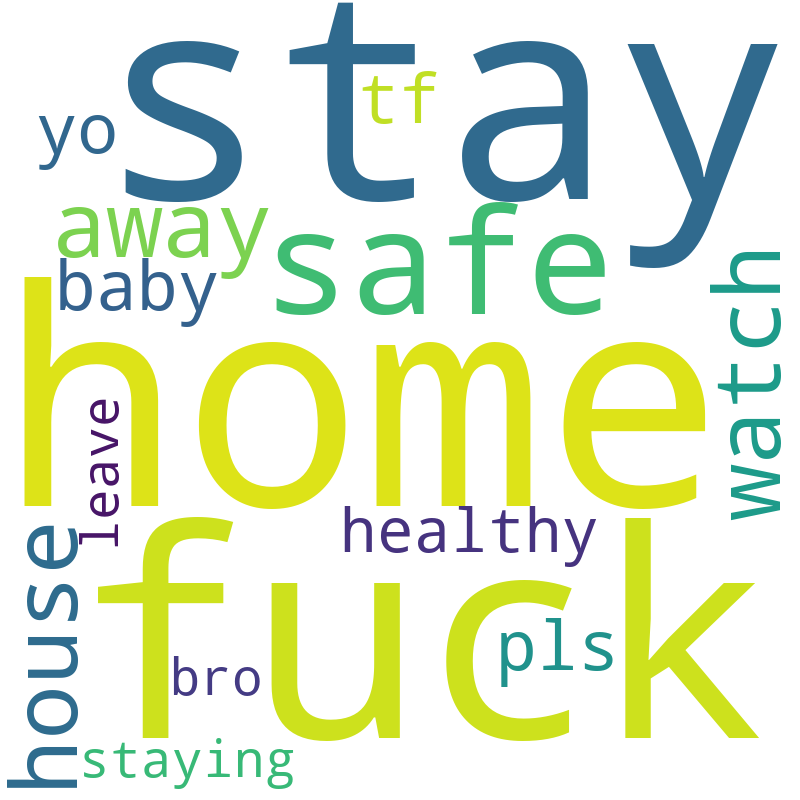 stay
tf
yo
away
safe
baby
watch
home
leave
healthy
house
fuck
pls
bro
staying